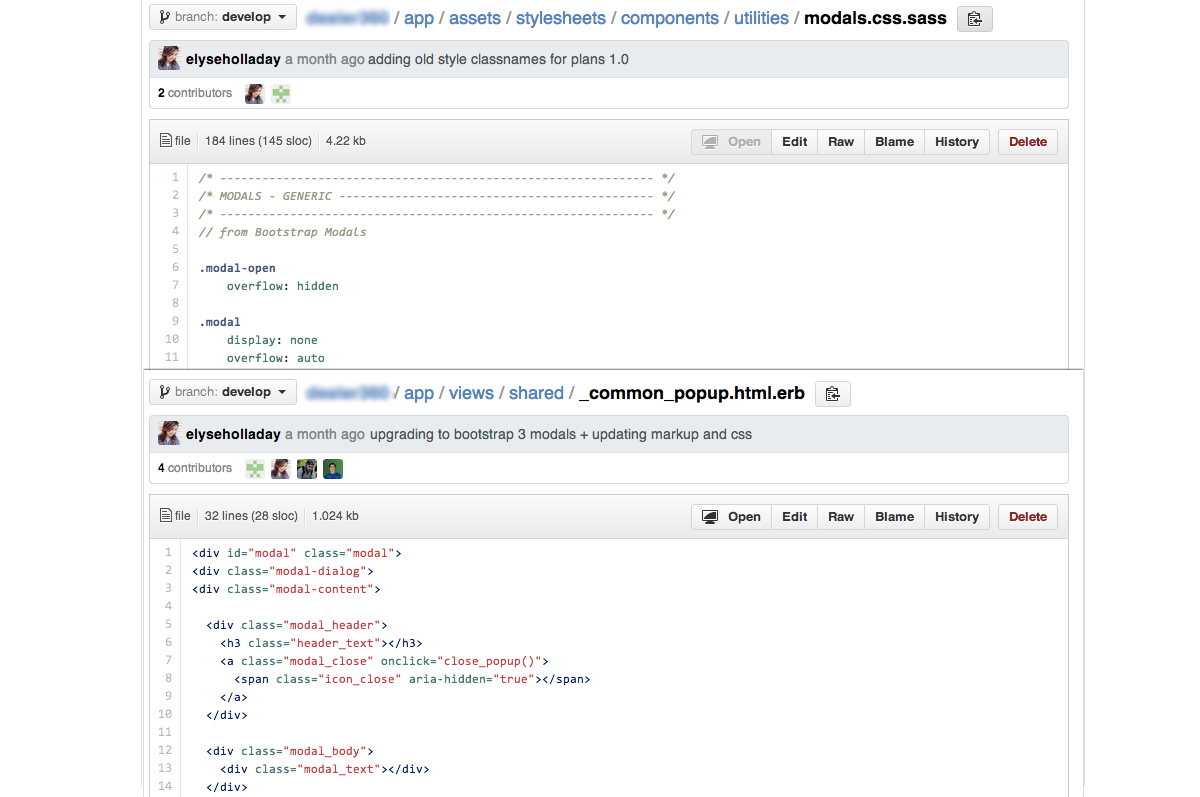 branch: develop / app / assets / stylesheets / components / utilities / modals.css.sass
elyseholladay a month ago adding old style classnames for plans 1.0
2 contributors
file 184 lines (145 sloc) 4.22 kb Open Edit Raw Blame History Delete
1 /* -------------------------------------------------------------- */
2 /* MODALS - GENERIC --------------------------------------------- */
3 /* -------------------------------------------------------------- */
4 // from Bootstrap Modals
5
6 .modal-open
7 overflow: hidden
8
9 .modal
10 display: none
11 overflow: auto
branch: develop / app / views / shared / _common_popup.html.erb
elyseholladay a month ago upgrading to bootstrap 3 modals + updating markup and css
4 contributors
file 32 lines (28 sloc) 1.024 kb Open Edit Raw Blame History Delete
1 <div id="modal" class="modal">
2 <div class="modal-dialog">
3 <div class="modal-content">
4
5 <div class="modal_header">
6 <h3 class="header_text"></h3>
7 <a class="modal_close" onclick="close_popup()">
8 <span class="icon_close" aria-hidden="true"></span>
9 </a>
10 </div>
11
12 <div class="modal_body">
13 <div class="modal_text"></div>
14 </div>